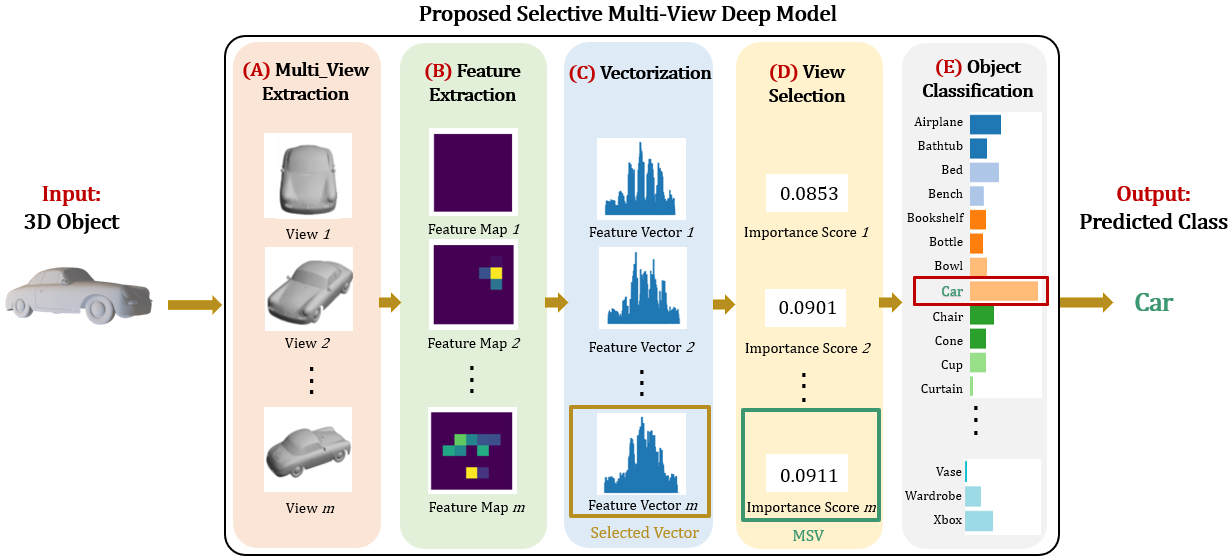 Proposed Selective Multi-View Deep Model
Input:
3D Object
(A) Multi_View
Extraction
View 1
View 2
View m
(B) Feature
Extraction
Feature Map 1
Feature Map 2
Feature Map m
(C) Vectorization
Feature Vector 1
Feature Vector 2
Feature Vector m
Selected Vector
(D) View
Selection
0.0853
Importance Score 1
0.0901
Importance Score 2
0.0911
Importance Score m
MSV
(E) Object
Classification
Airplane
Bathtub
Bed
Bench
Bookshelf
Bottle
Bowl
Car
Chair
Cone
Cup
Curtain
Vase
Wardrobe
Xbox
Output:
Predicted Class
Car